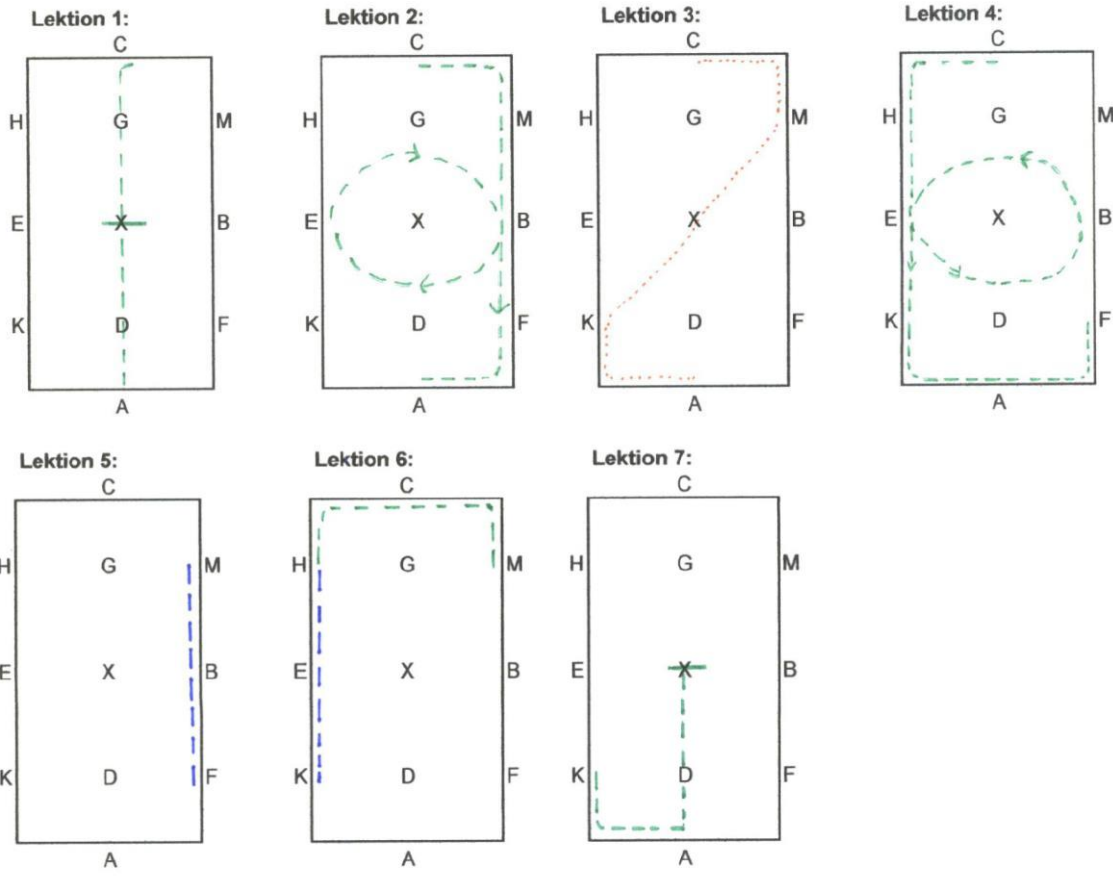 Lektion 1: Lektion 2: Lektion 3: Lektion 4:
C C C C
H G M H G M H G M H G M
E X B E X B E X B E X B
K D F K D F K D F K D F
A A A A
Lektion 5: Lektion 6: Lektion 7:
C C C
H G M H G M H G M
E X B E X B E X B
K D F K D F K D F
A A A